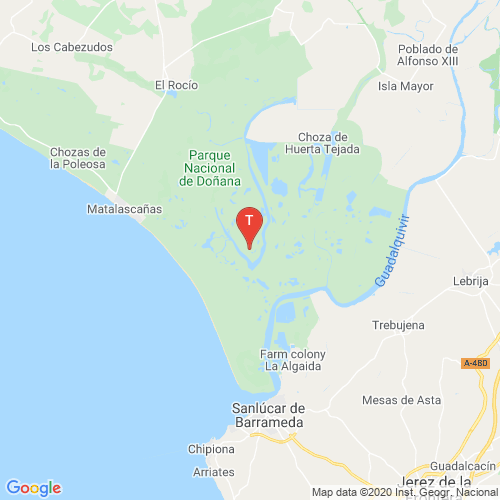 Los Cabezudos
Poblado de
Alfonso XIII
El Rocío
Isla Mayor
Choza de
Huerta Tejada
Chozas de
la Poleosa
Parque
Nacional
de Doñana
Matalascañas
T
Guadalquivir
Lebrija
Trebujena
Farm colony
La Algaida
A-480
Sanlúcar de
Barrameda
Mesas de Asta
Chipiona
Arriates
Guadalcacín
Jerez de la
Frontera
Google
Map data ©2020 Inst. Geogr. Nacional